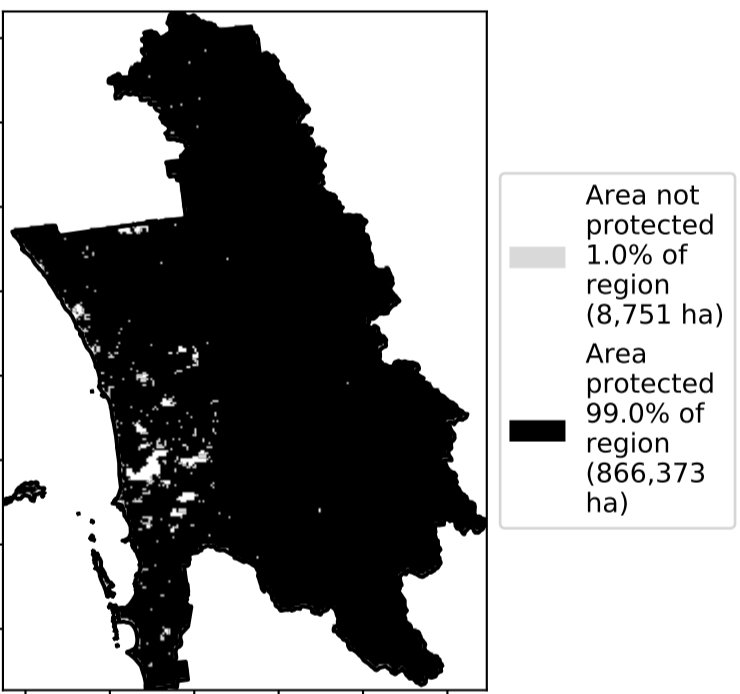 Area not
protected
1.0% of
region
(8,751 ha)
Area
protected
99.0% of
region
(866,373
ha)